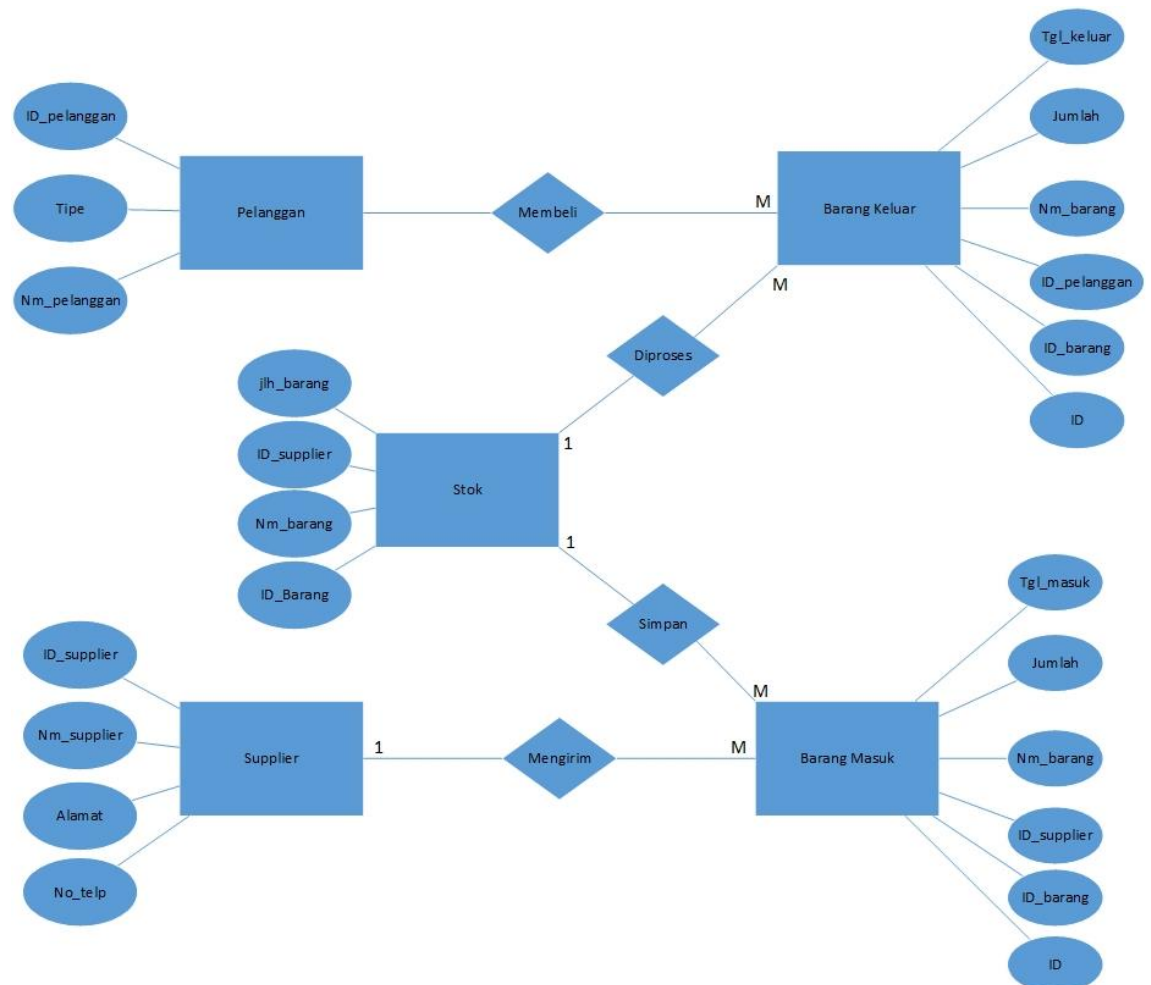 Tgl_keluar
ID_pelanggan
Jumlah
Tipe
Pelanggan
Membeli
M
Barang Keluar
Nm_barang
Nm_pelanggan
ID_pelanggan
M
Diproses
ID_barang
jlh_barang
ID
1
ID_supplier
Stok
Nm_barang
1
ID_Barang
Tgl_masuk
Simpan
ID_supplier
Jumlah
M
Nm_supplier
Supplier
1
Mengirim
M
Barang Masuk
Nm_barang
Alamat
ID_supplier
No_telp
ID_barang
ID